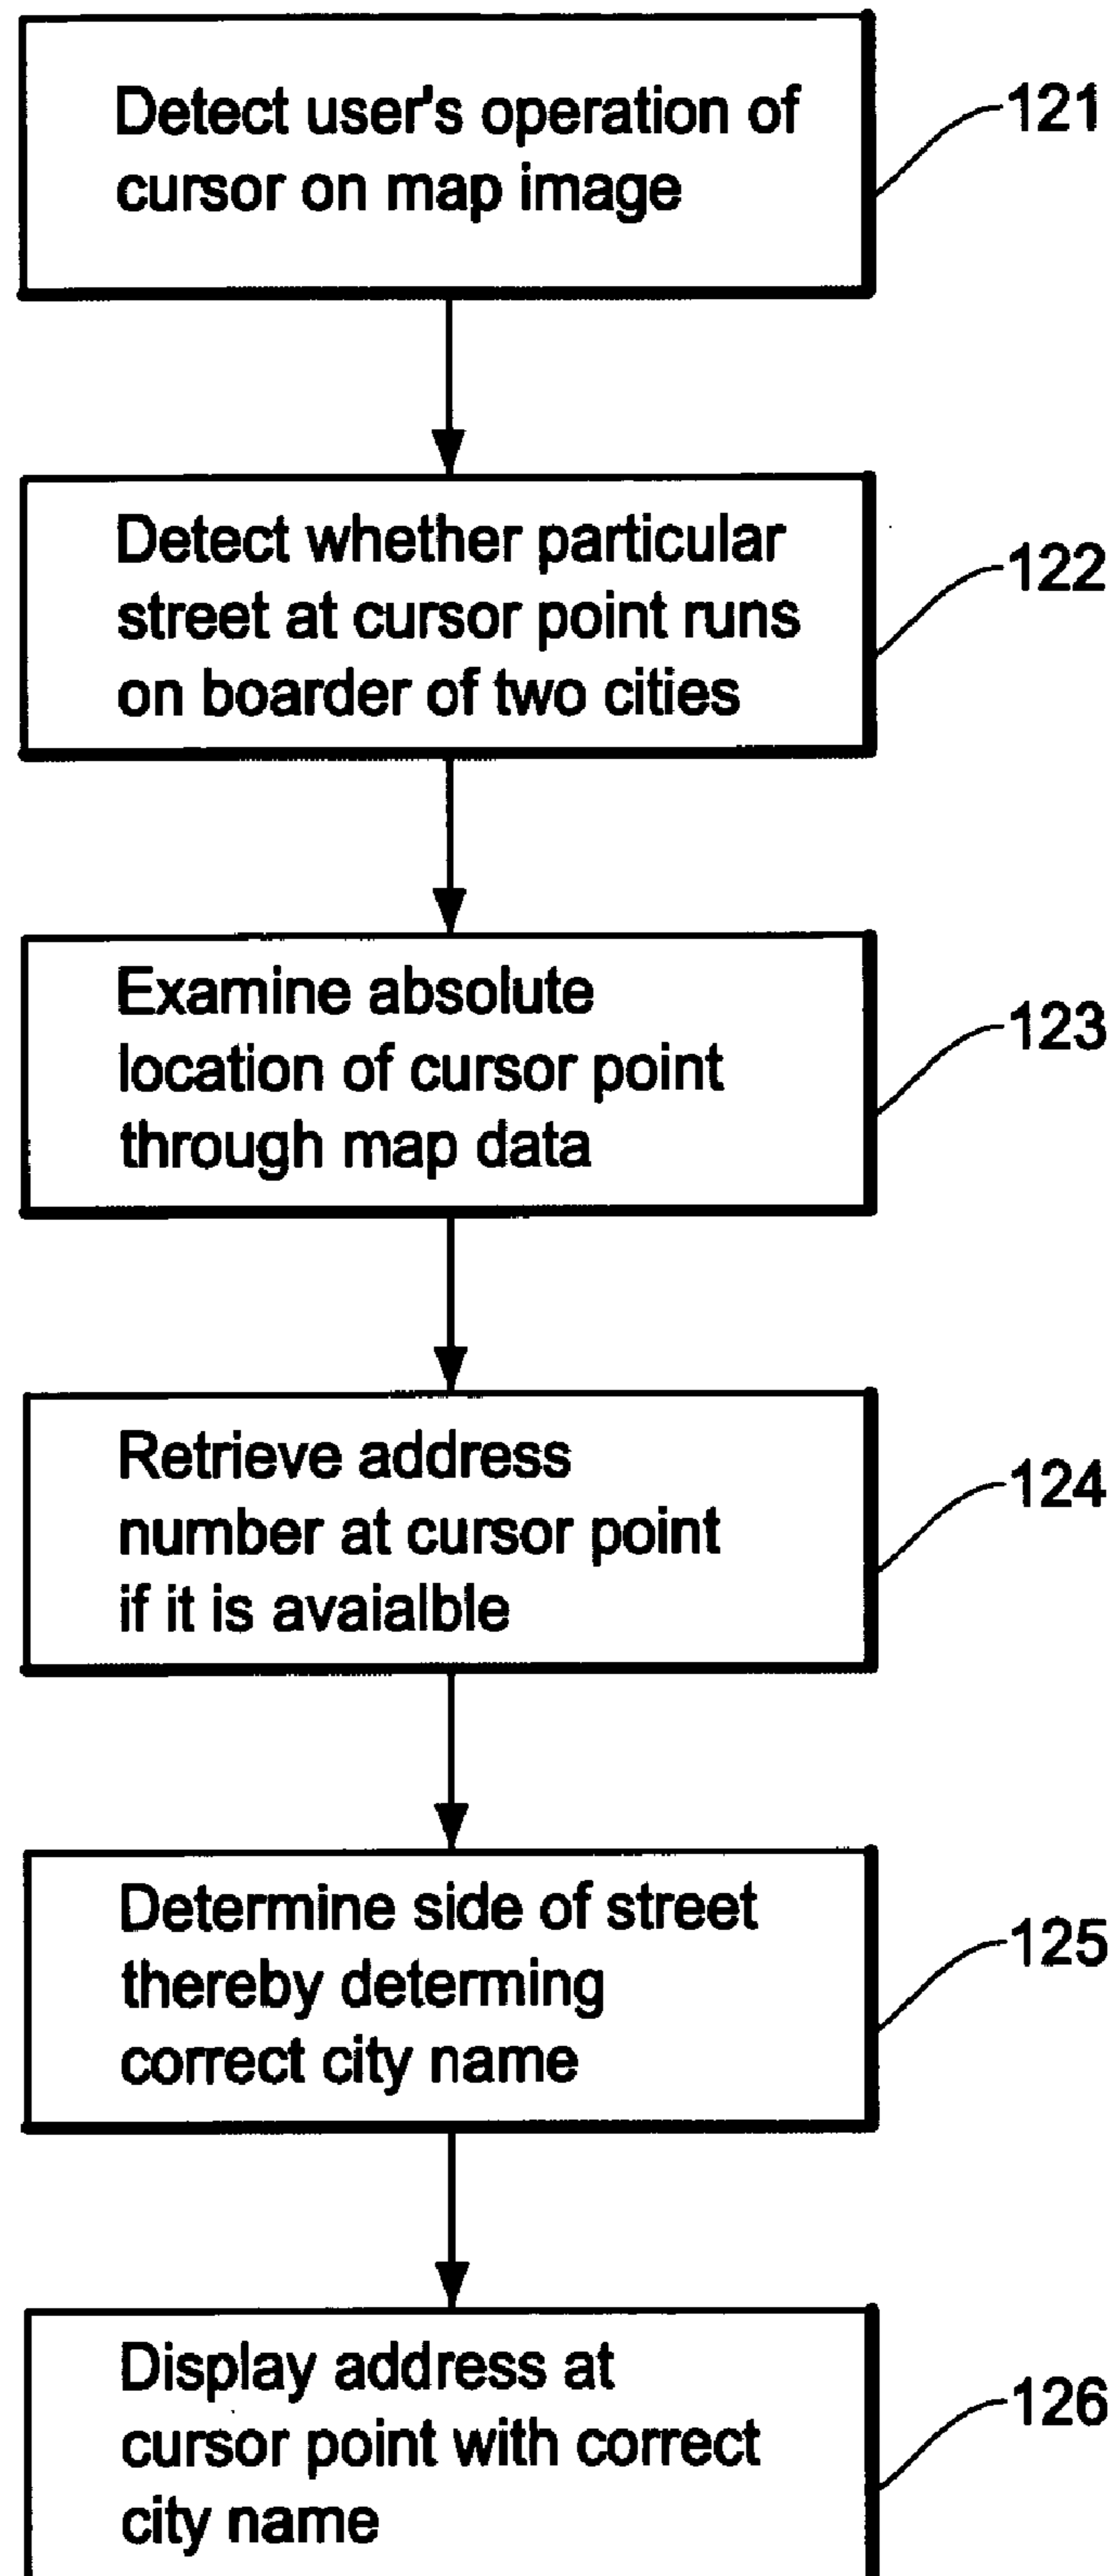 Detect user's operation of
cursor on map image
121
Detect whether particular
street at cursor point runs
on boarder of two cities
122
Examine absolute
location of cursor point
through map data
123
Retrieve address
number at cursor point
if it is avaialble
124
Determine side of street
thereby determing
correct city name
125
Display address at
cursor point with correct
city name
126